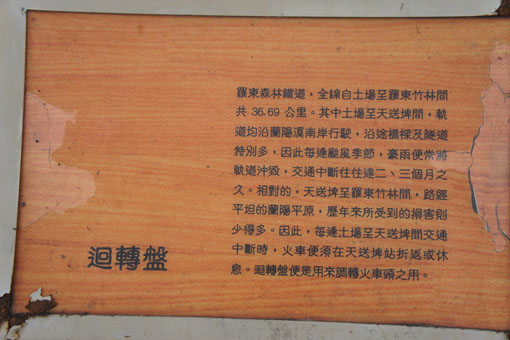 羅東森林鐵道，全線自土場至羅東竹林間
共 36.69 公里。其中土場至天送埤間，軌
道均沿蘭陽溪南岸行駛，沿途橋樑及隧道
特別多，因此每逢颱風季節，豪雨便常將
軌道沖毀，交通中斷往往達二、三個月之
久。相對的，天送埤至羅東竹林間，路經
平坦的蘭陽平原，歷年來所受到的損害則
少得多。因此，每逢土場至天送埤間交通
中斷時，火車便須在天送埤站折返或休
息。迴轉盤便是用來調轉火車頭之用。
迴轉盤